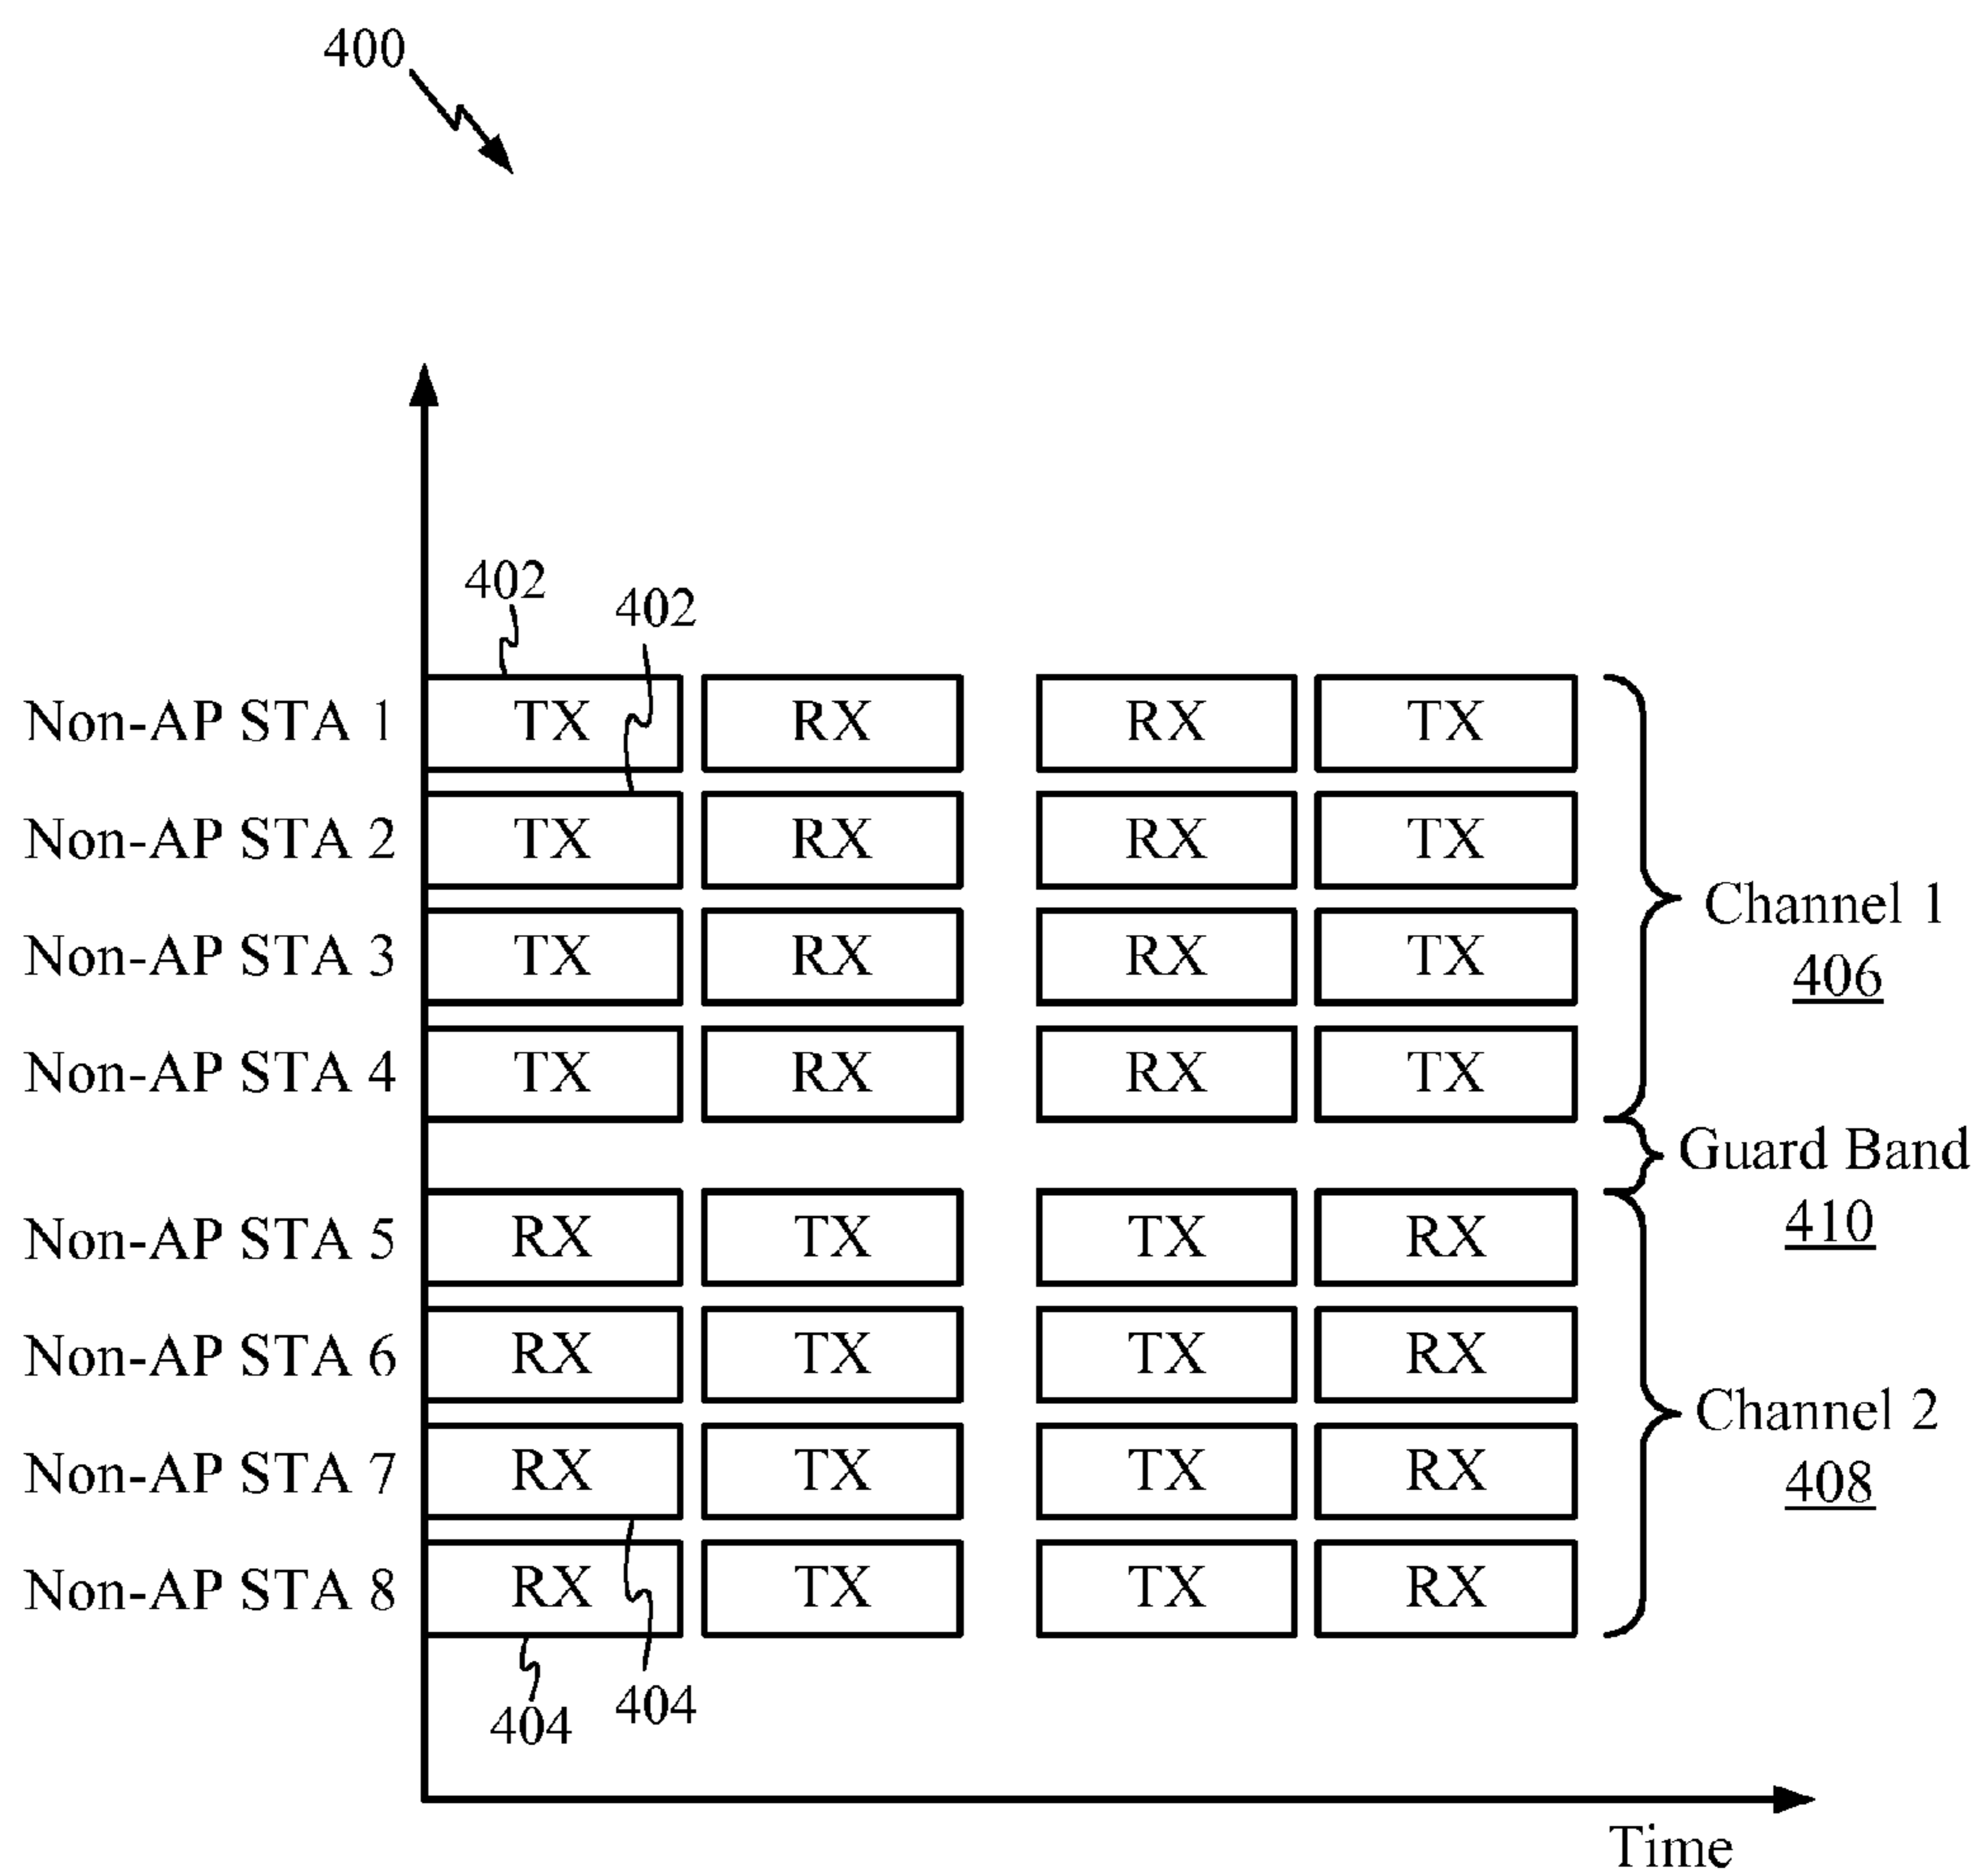 400
402
402
Non-AP STA 1 TX RX RX TX
Non-AP STA 2 TX RX RX TX
Channel 1
Non-AP STA 3 TX RX RX TX
406
Non-AP STA 4 TX RX RX TX
Guard Band
410
Non-AP STA 5 RX TX TX RX
Non-AP STA 6 RX TX TX RX
Channel 2
Non-AP STA 7 RX TX TX RX
408
Non-AP STA 8 RX TX TX RX
404
404
Time